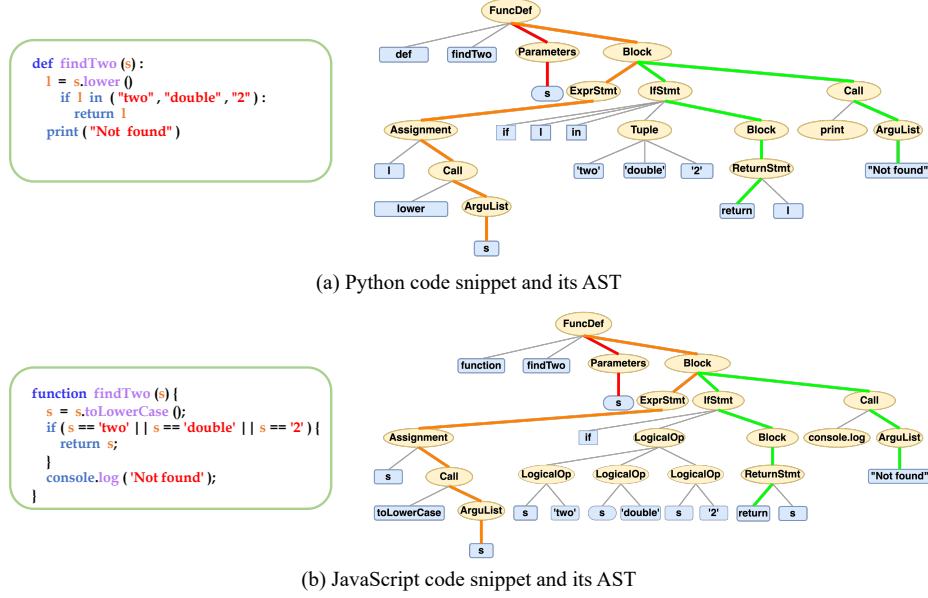 FuncDef
def findTwo Parameters Block
def findTwo (s) :
l = s.lower ()
if l in ( "two" , "double" , "2" ) :
return l
print ( "Not found" )
s ExprStmt IfStmt Call
Assignment if l in Tuple Block print ArguList
l Call 'two' 'double' '2' ReturnStmt "Not found"
lower ArguList return l
s
(a) Python code snippet and its AST
FuncDef
function findTwo Parameters Block
function findTwo (s) {
s = s.toLowerCase ();
if ( s == 'two' | | s == 'double' | | s == '2' ) {
return s;
}
console.log ( 'Not found' );
}
s ExprStmt IfStmt Call
Assignment if LogicalOp Block console.log ArguList
s Call LogicalOp LogicalOp LogicalOp ReturnStmt "Not found"
toLowerCase ArguList s 'two' s 'double' s '2' return s
s
(b) JavaScript code snippet and its AST